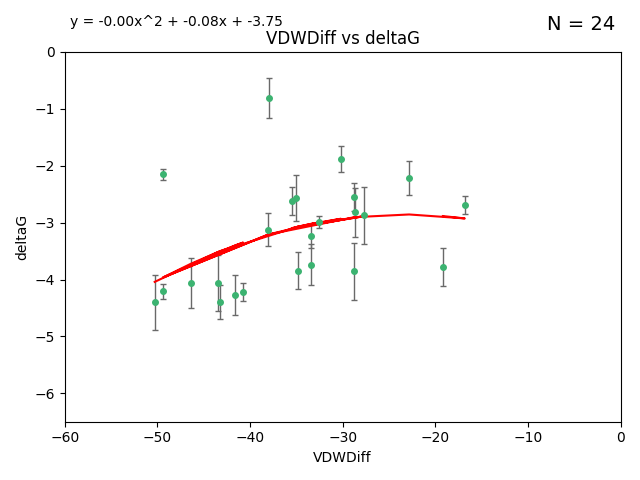 y = -0.00x^2 + -0.08x + -3.75
N = 24
VDWDiff vs deltaG
0
−1
−2
−3
−4
−5
−6
deltaG
−60 −50 −40 −30 −20 −10 0
VDWDiff